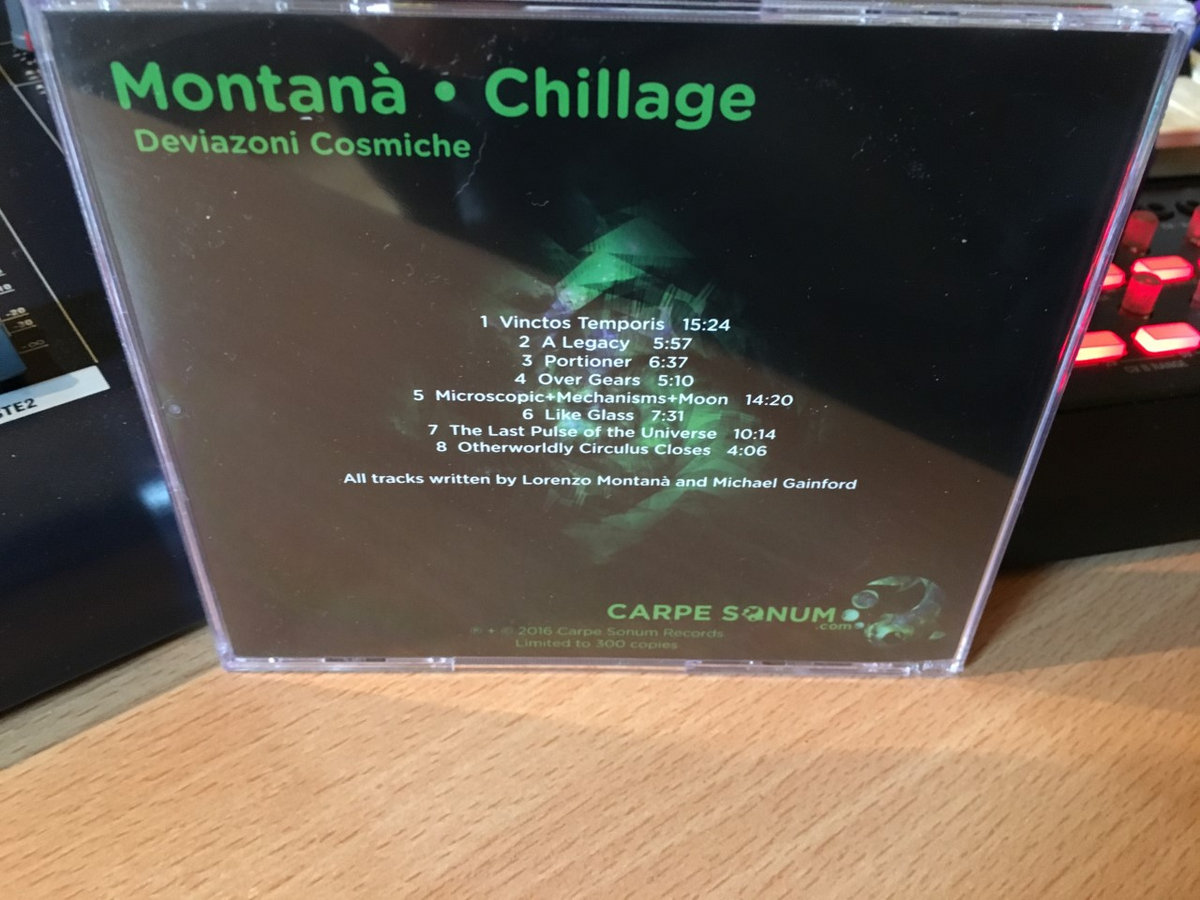 Montanà • Chillage
Deviazoni Cosmiche
1 Vinctos Temporis 15:24
2 A Legacy 5:57
3 Portioner 6:37
4 Over Gears 5:10
5 Microscopic+Mechanisms+Moon 14:20
6 Like Glass 7:31
7 The Last Pulse of the Universe 10:14
8 Otherworldly Circulus Closes 4:06
All tracks written by Lorenzo Montanà and Michael Gainford
CARPE SONUM
.com
℗ + © 2016 Carpe Sonum Records
Limited to 300 copies
-20
-30